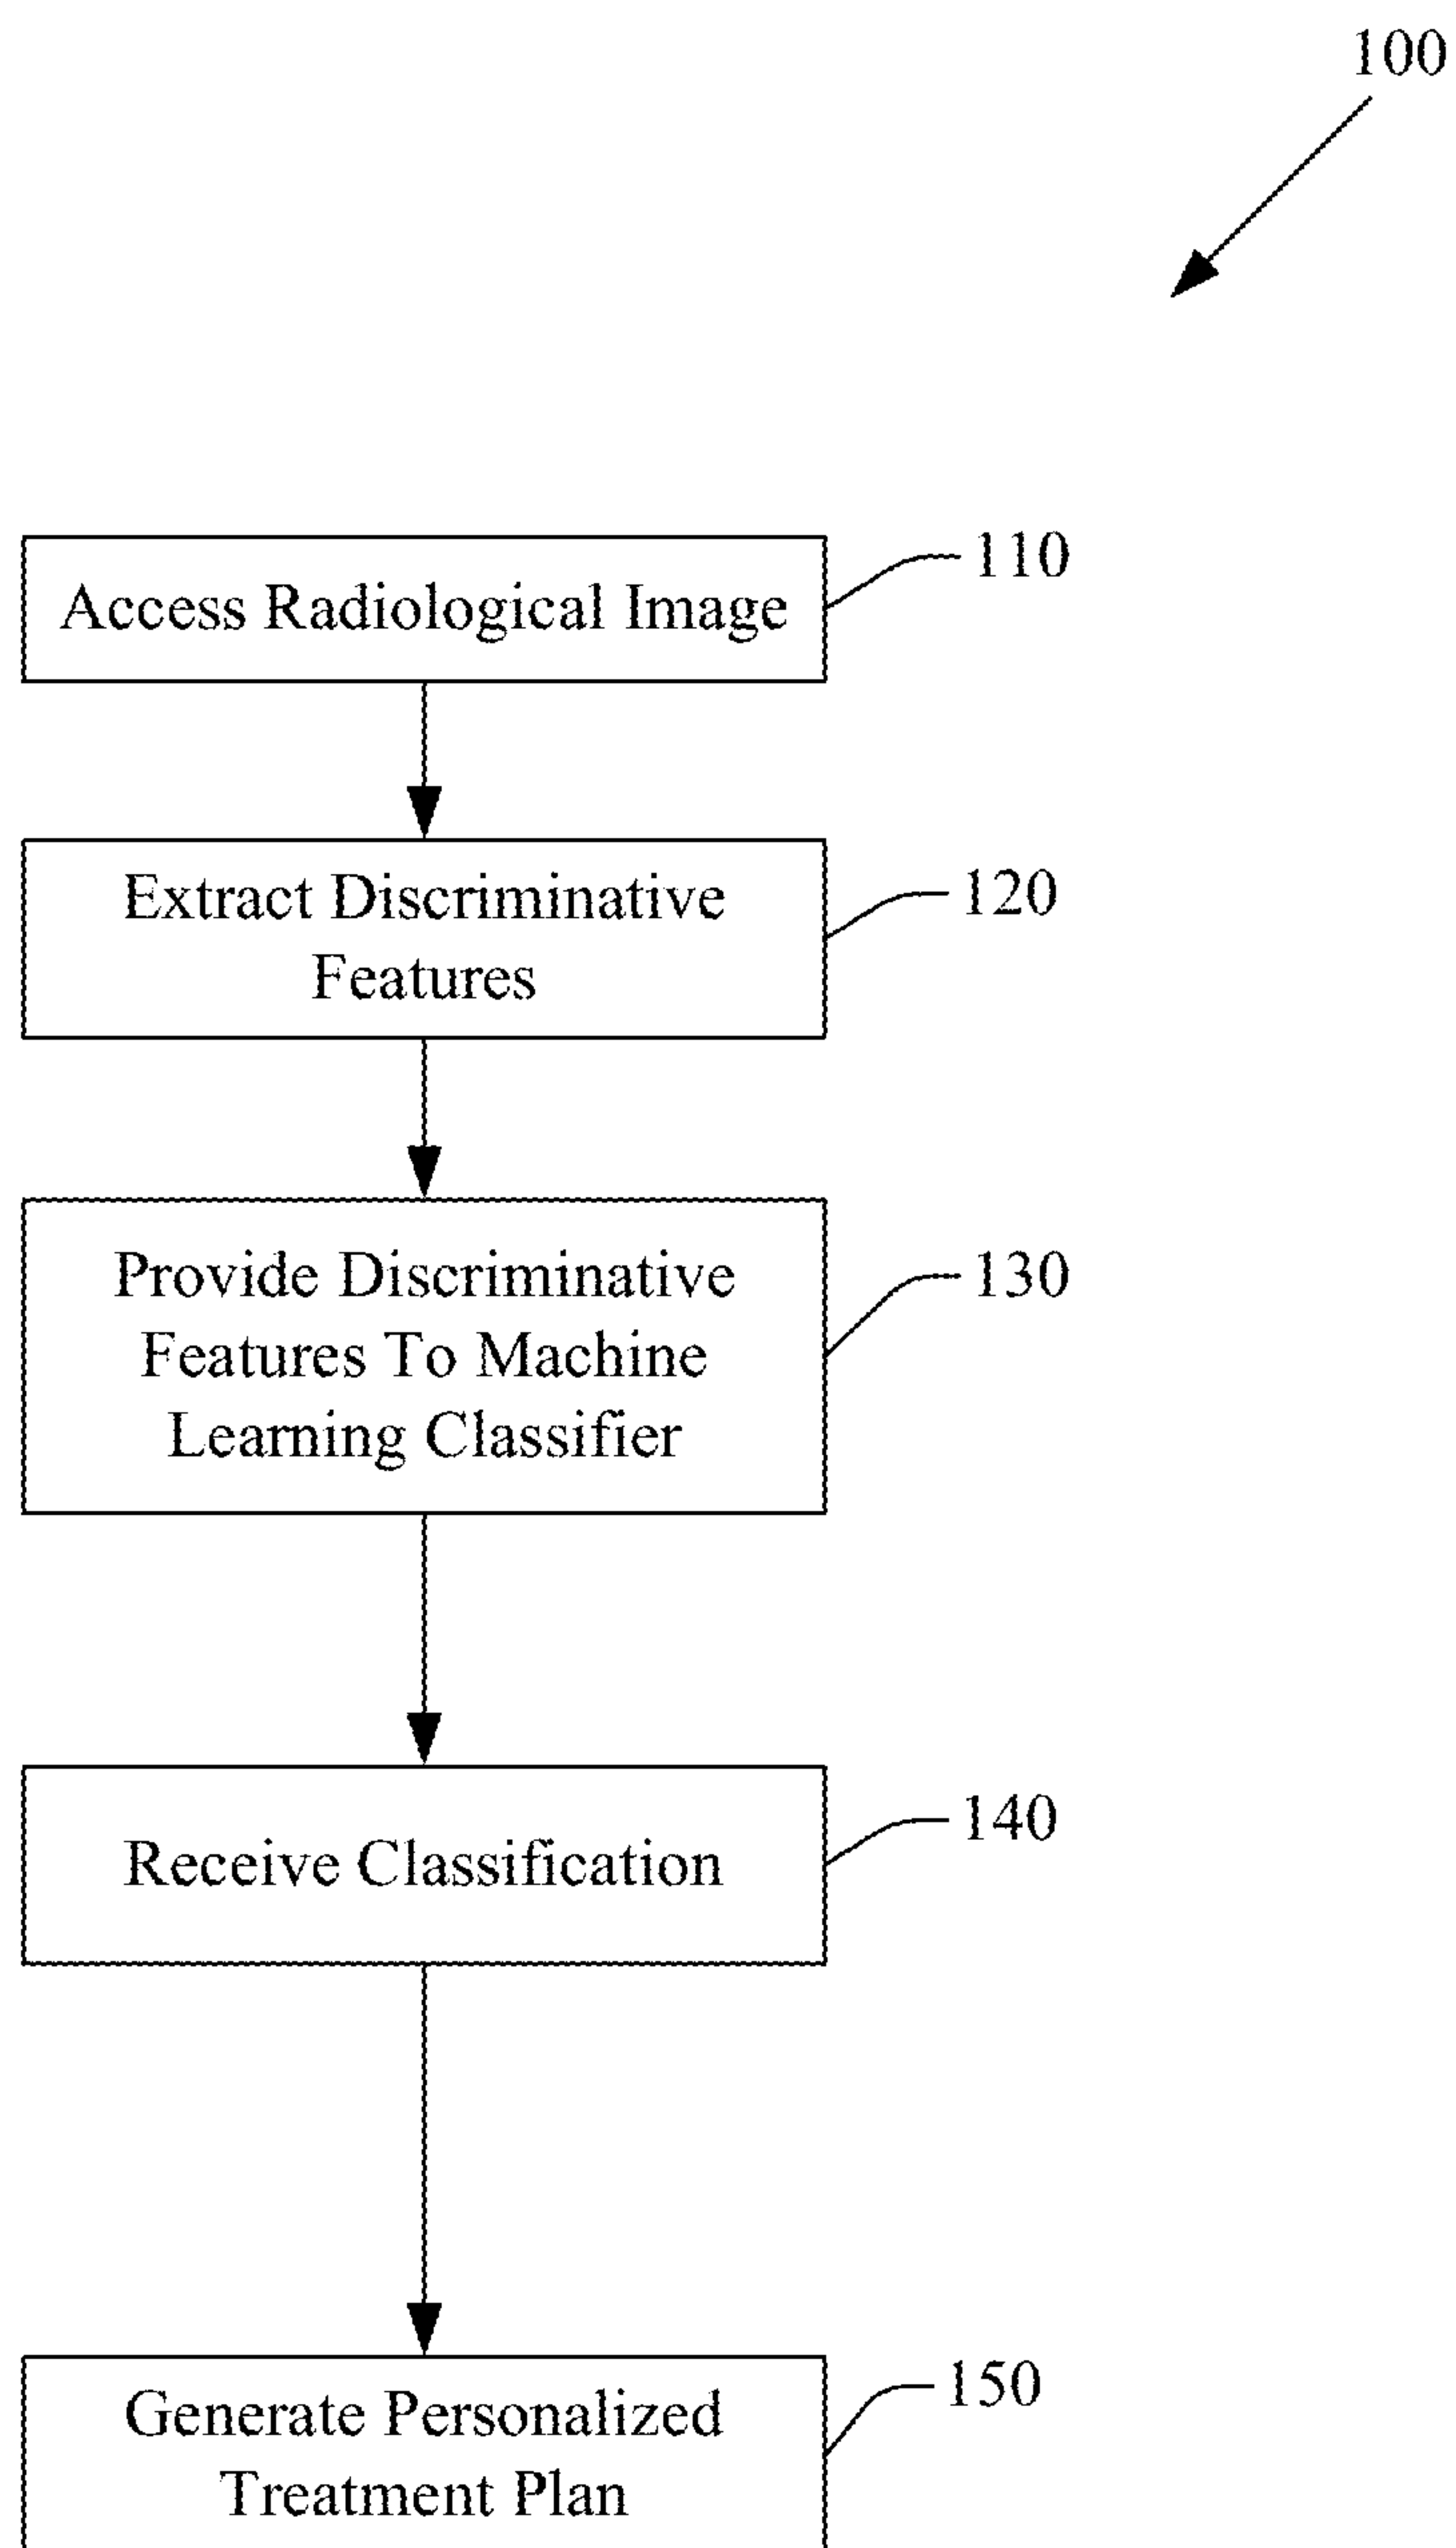 100
Access Radiological Image
110
Extract Discriminative
Features
120
Provide Discriminative
Features To Machine
Learning Classifier
130
Receive Classification
140
Generate Personalized
Treatment Plan
150